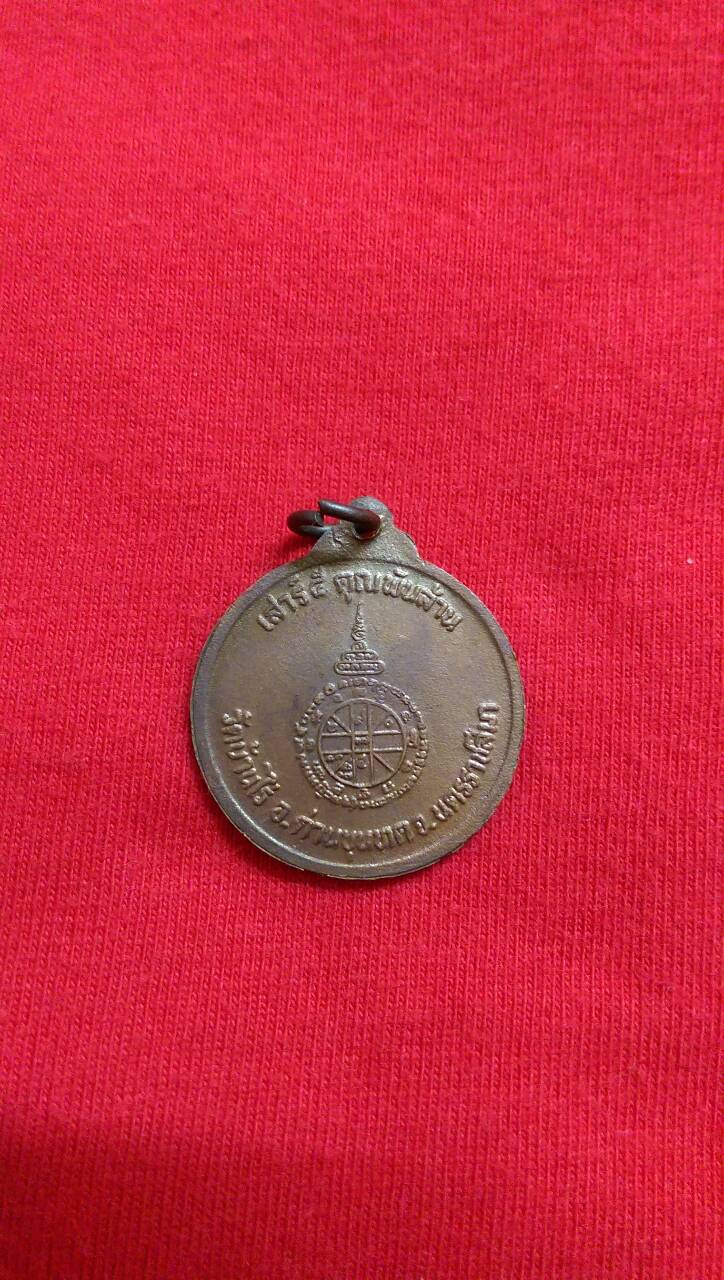 เสาร์ ๕ คูณพันล้าน
วัดบ้านไร่ อ.ด่านขุนทด จ.นครราชสีมา